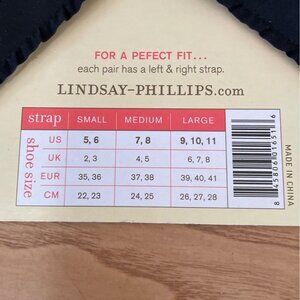 FOR A PEFECT FIT...
each pair has a left & right strap.
LINDSAY-PHILLIPS.com
strap SMALL MEDIUM LARGE
shoe size
US 5, 6 7, 8 9, 10, 11
UK 2, 3 4, 5 6, 7, 8
EUR 35, 36 37, 38 39, 40, 41
CM 22, 23 24, 25 26, 27, 28
MADE IN CHINA